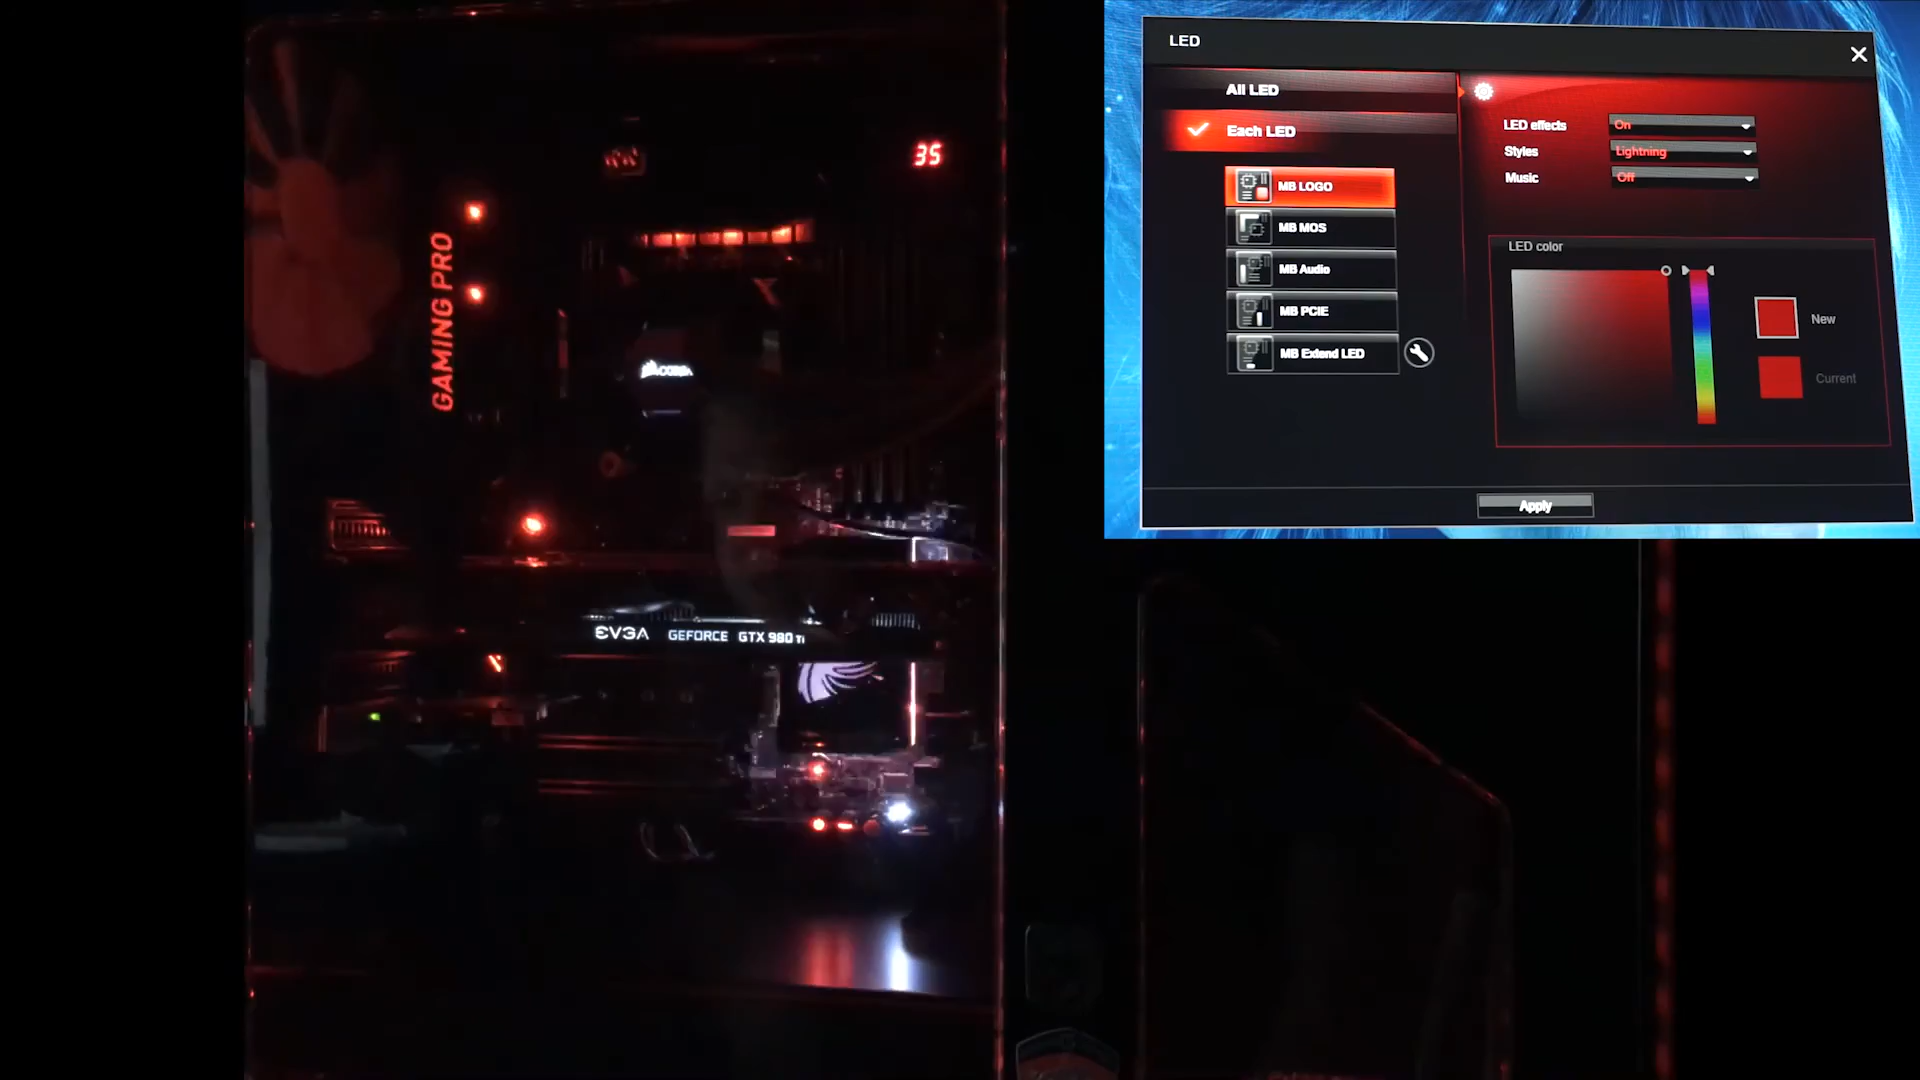 GAMING PRO
35
EVGA GEFORCE GTX 980 Ti
LED
All LED
Each LED
MB LOGO
MB MOS
MB Audio
MB PCIE
MB Extend LED
LED effects On
Styles Lightning
Music Off
LED color
New
Current
Apply